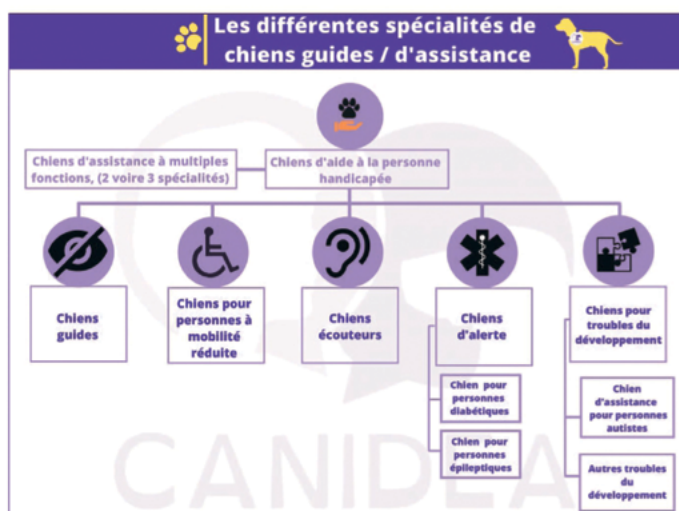 Les différentes spécialités de
chiens guides / d'assistance
Chiens d'assistance à multiples
fonctions, (2 voire 3 spécialités)
Chiens d'aide à la personne
handicapée
Chiens
guides
Chiens pour
personnes à
mobilité
réduite
Chiens
écouteurs
Chiens
d'alerte
Chien pour
personnes
diabétiques
Chien pour
personnes
épileptiques
Chiens pour
troubles du
développement
Chien
d'assistance
pour personnes
autistes
Autres troubles
du
développement
CANIDEA